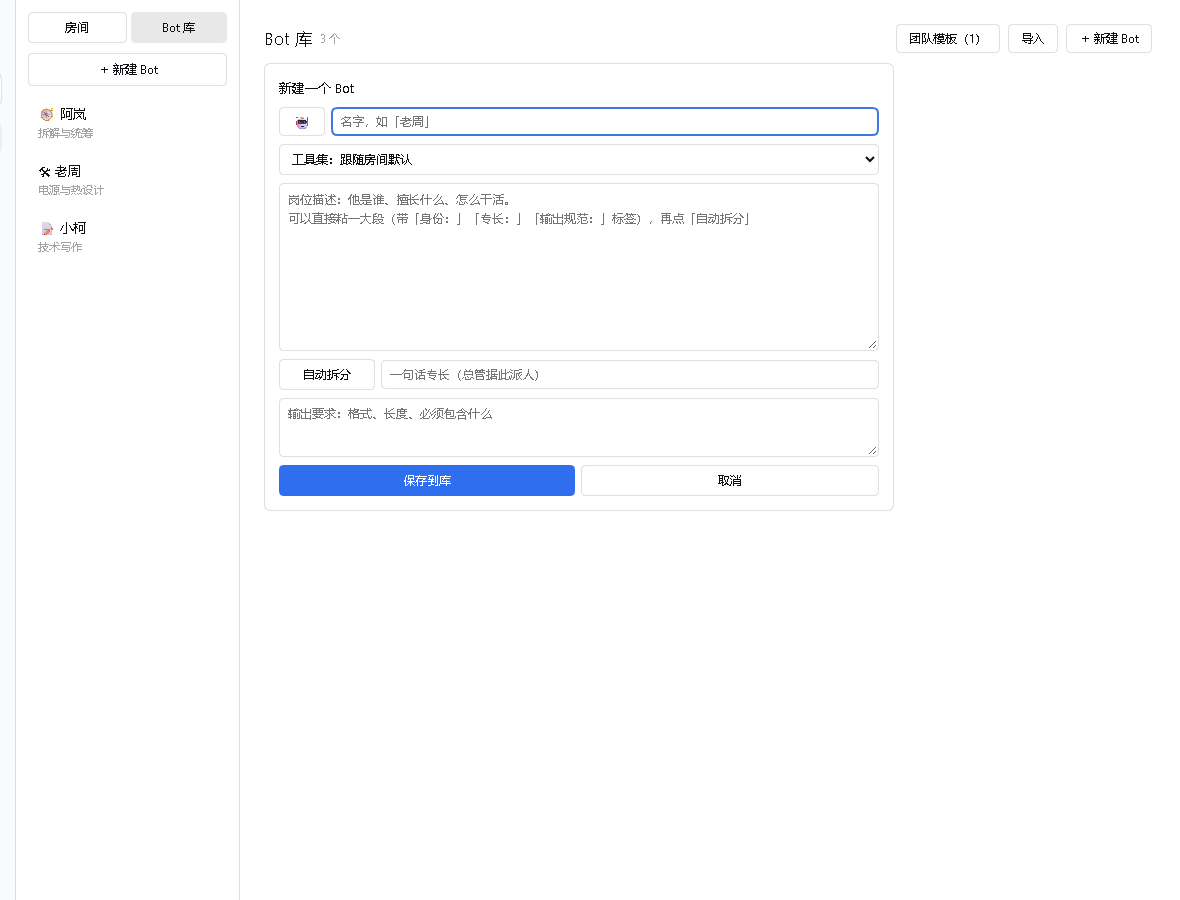 房间
Bot 库
+ 新建 Bot
阿岚
拆解与统筹
老周
电源与热设计
小柯
技术写作
Bot 库 3 个
团队模板（1）
导入
+ 新建 Bot
新建一个 Bot
名字，如「老周」
工具集：跟随房间默认
岗位描述：他是谁、擅长什么、怎么干活。
可以直接粘一大段（带「身份：」「专长：」「输出规范：」标签），再点「自动拆分」
自动拆分
一句话专长（总管据此派人）
输出要求：格式、长度、必须包含什么
保存到库
取消